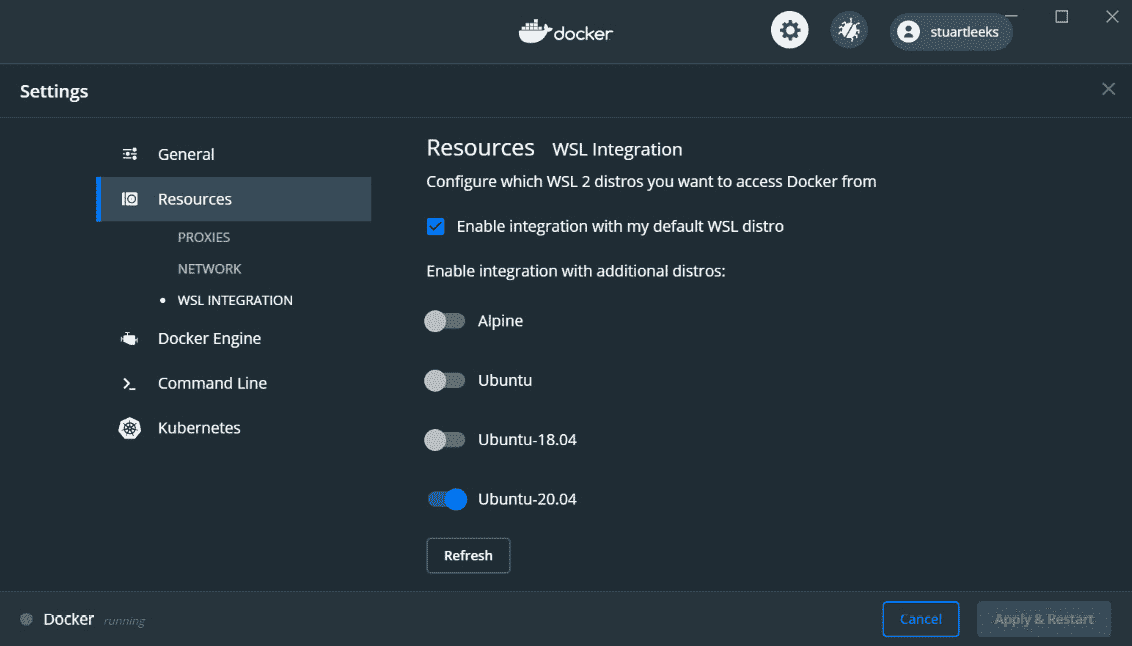 docker
stuartleeks
Settings
General
Resources
PROXIES
NETWORK
WSL INTEGRATION
Docker Engine
Command Line
Kubernetes
Resources WSL Integration
Configure which WSL 2 distros you want to access Docker from
Enable integration with my default WSL distro
Enable integration with additional distros:
Alpine
Ubuntu
Ubuntu-18.04
Ubuntu-20.04
Refresh
Docker running
Cancel
Apply & Restart